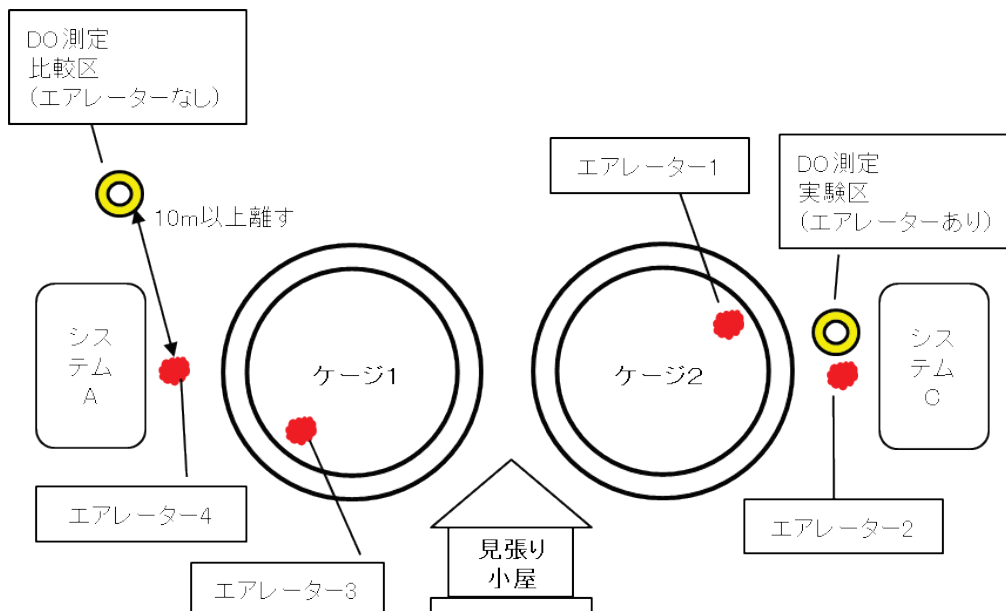 DO測定
比較区
(エアレーターなし)
10m以上離す
エアレーター1
DO測定
実験区
(エアレーターあり)
シス
テム
A
ケージ1
ケージ2
シス
テム
C
エアレーター4
エアレーター3
見張り
小屋
エアレーター2